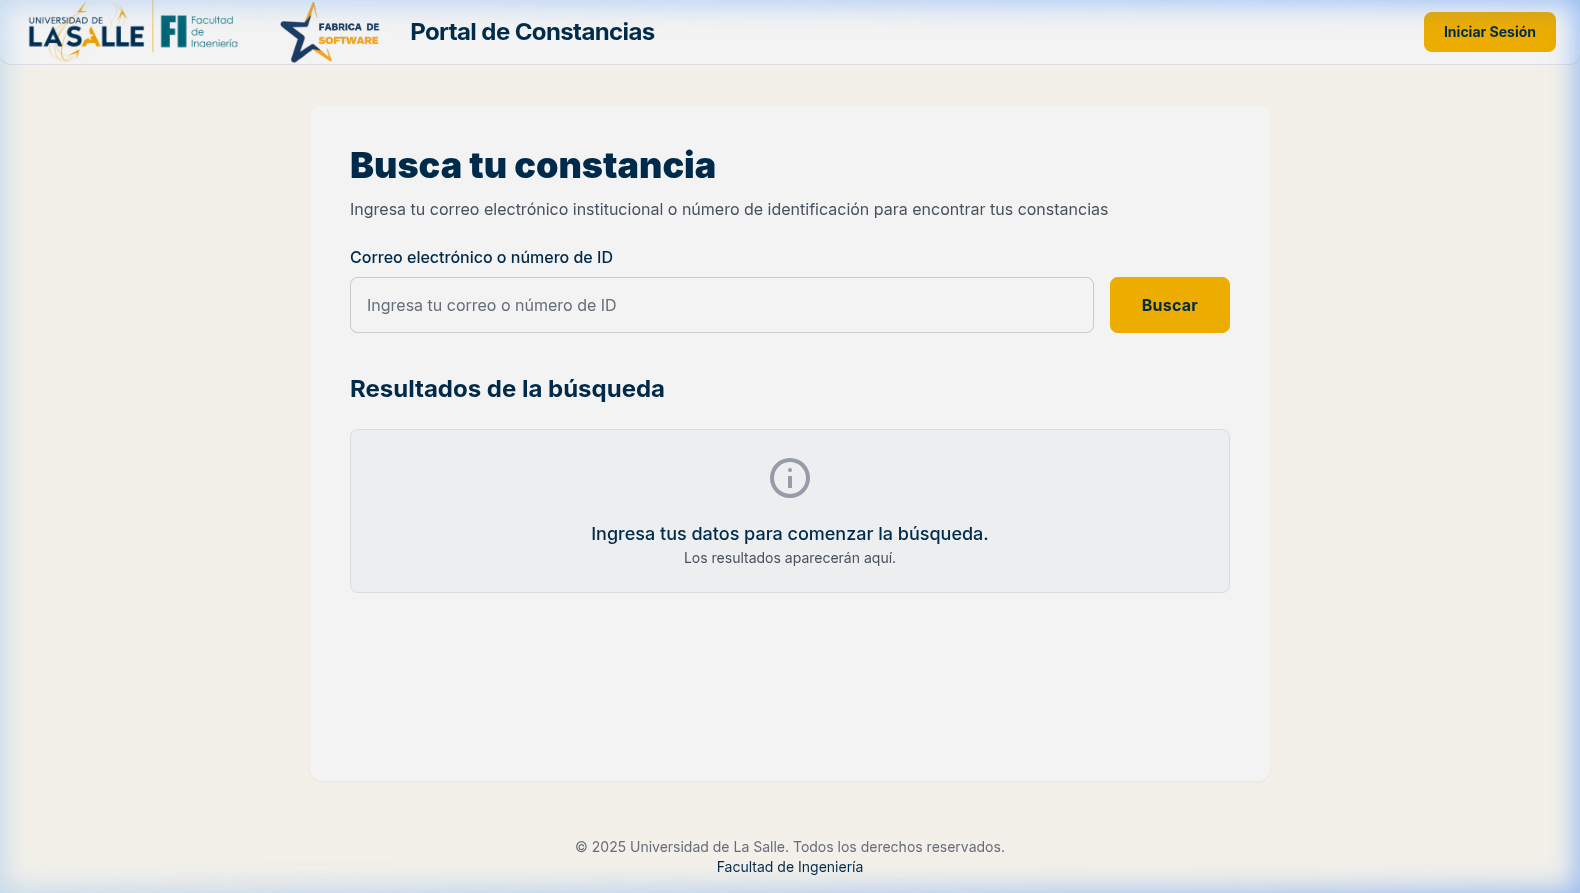 UNIVERSIDAD DE
LASALLE
FI
Facultad
de
Ingeniería
FABRICA DE
SOFTWARE
Portal de Constancias
Iniciar Sesión
Busca tu constancia
Ingresa tu correo electrónico institucional o número de identificación para encontrar tus constancias
Correo electrónico o número de ID
Ingresa tu correo o número de ID
Buscar
Resultados de la búsqueda
Ingresa tus datos para comenzar la búsqueda.
Los resultados aparecerán aquí.
© 2025 Universidad de La Salle. Todos los derechos reservados.
Facultad de Ingeniería